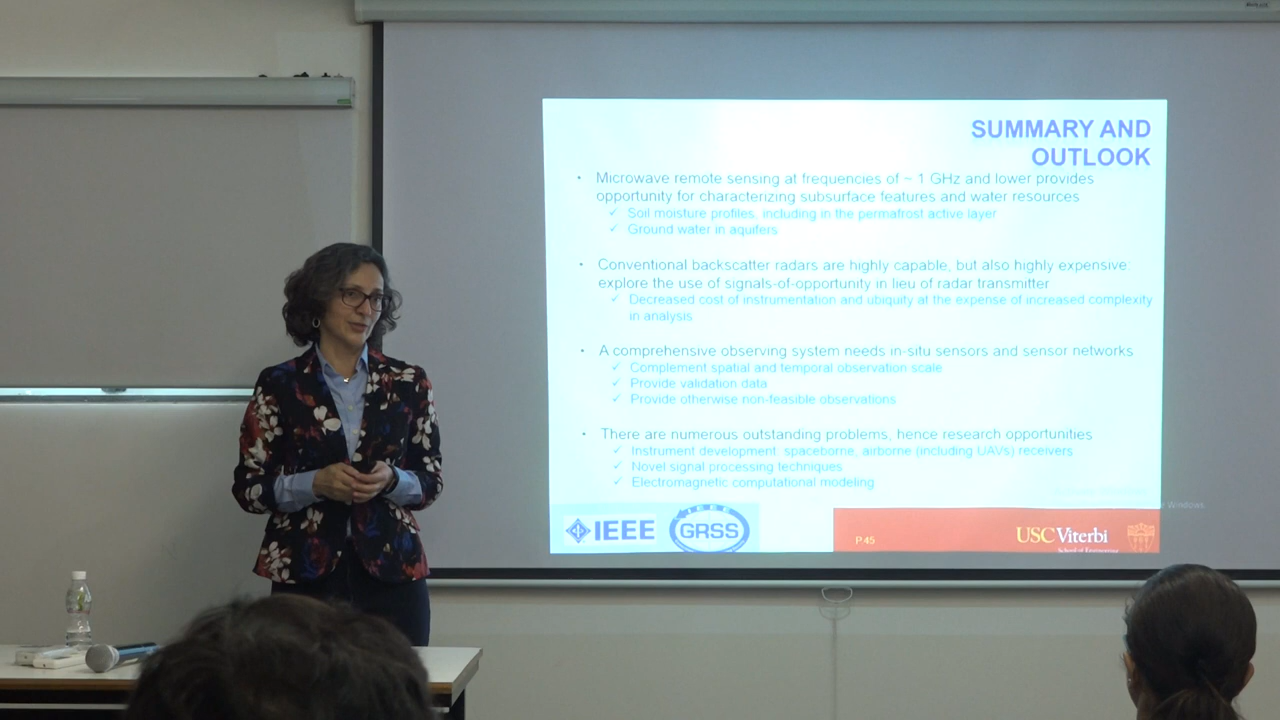 SUMMARY AND
OUTLOOK
• Microwave remote sensing at frequencies of ~ 1 GHz and lower provides
opportunity for characterizing subsurface features and water resources
✓ Soil moisture profiles, including in the permafrost active layer
✓ Ground water in aquifers
• Conventional backscatter radars are highly capable, but also highly expensive:
explore the use of signals-of-opportunity in lieu of radar transmitter
✓ Decreased cost of instrumentation and ubiquity at the expense of increased complexity
in analysis
• A comprehensive observing system needs in-situ sensors and sensor networks
✓ Complement spatial and temporal observation scale
✓ Provide validation data
✓ Provide otherwise non-feasible observations
• There are numerous outstanding problems, hence research opportunities
✓ Instrument development: spaceborne, airborne (including UAVs) receivers
✓ Novel signal processing techniques
✓ Electromagnetic computational modeling
Windows
IEEE
IEEE
GRSS
P.45
USC Viterbi
School of Engineering